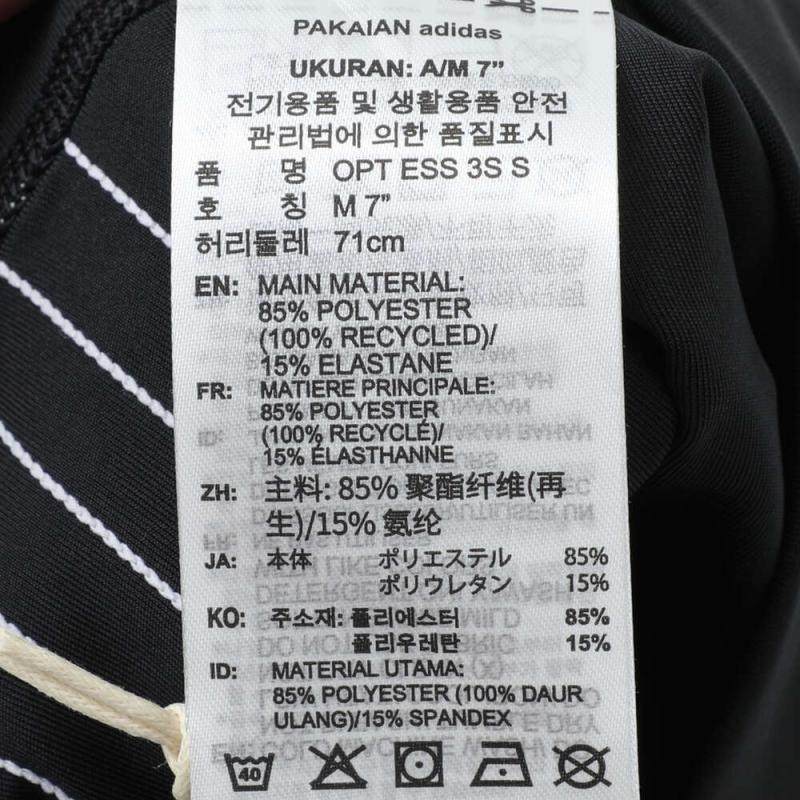 PAKAIAN adidas
UKURAN: A/M 7”
전기용품 및 생활용품 안전
관리법에 의한 품질표시
품 명 OPT ESS 3S S
호 칭 M 7”
허리둘레 71cm
EN: MAIN MATERIAL:
85% POLYESTER
(100% RECYCLED)/
15% ELASTANE
FR: MATIERE PRINCIPALE:
85% POLYESTER
(100% RECYCLÉ)/
15% ÉLASTHANNE
ZH: 主料: 85% 聚酯纤维(再
生)/15% 氨纶
JA: 本体 ポリエステル 85%
ポリウレタン 15%
KO: 주소재: 폴리에스터 85%
폴리우레탄 15%
ID: MATERIAL UTAMA:
85% POLYESTER (100% DAUR
ULANG)/15% SPANDEX
40